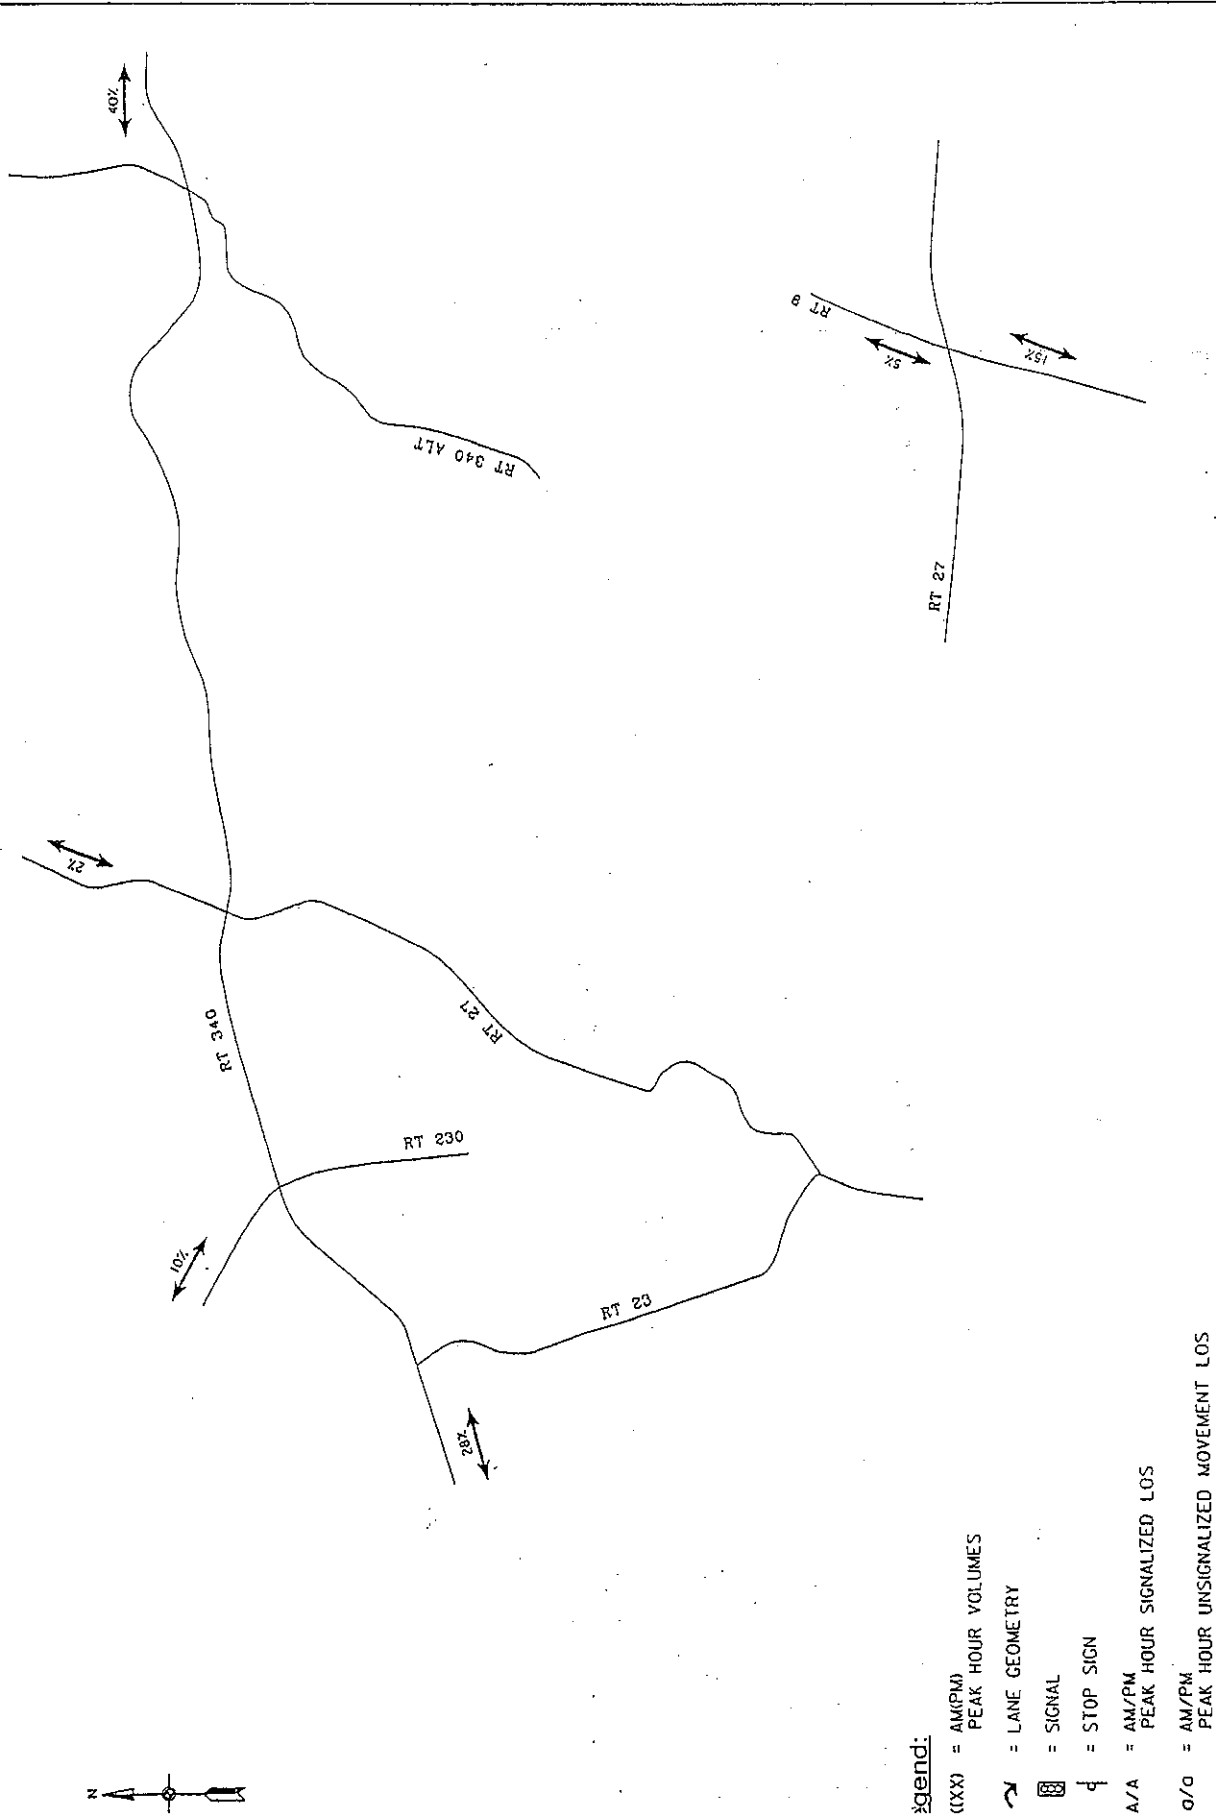 40%
2%
RT 340
RT 340 ALT
10%
RT 230
RT 27
28%
RT 23
RT 9
5%
15%
RT 27
N
gend:
(XX) = AM(PM)
PEAK HOUR VOLUMES
= LANE GEOMETRY
= SIGNAL
= STOP SIGN
A/A = AM/PM
PEAK HOUR SIGNALIZED LOS
a/a = AM/PM
PEAK HOUR UNSIGNALIZED MOVEMENT LOS